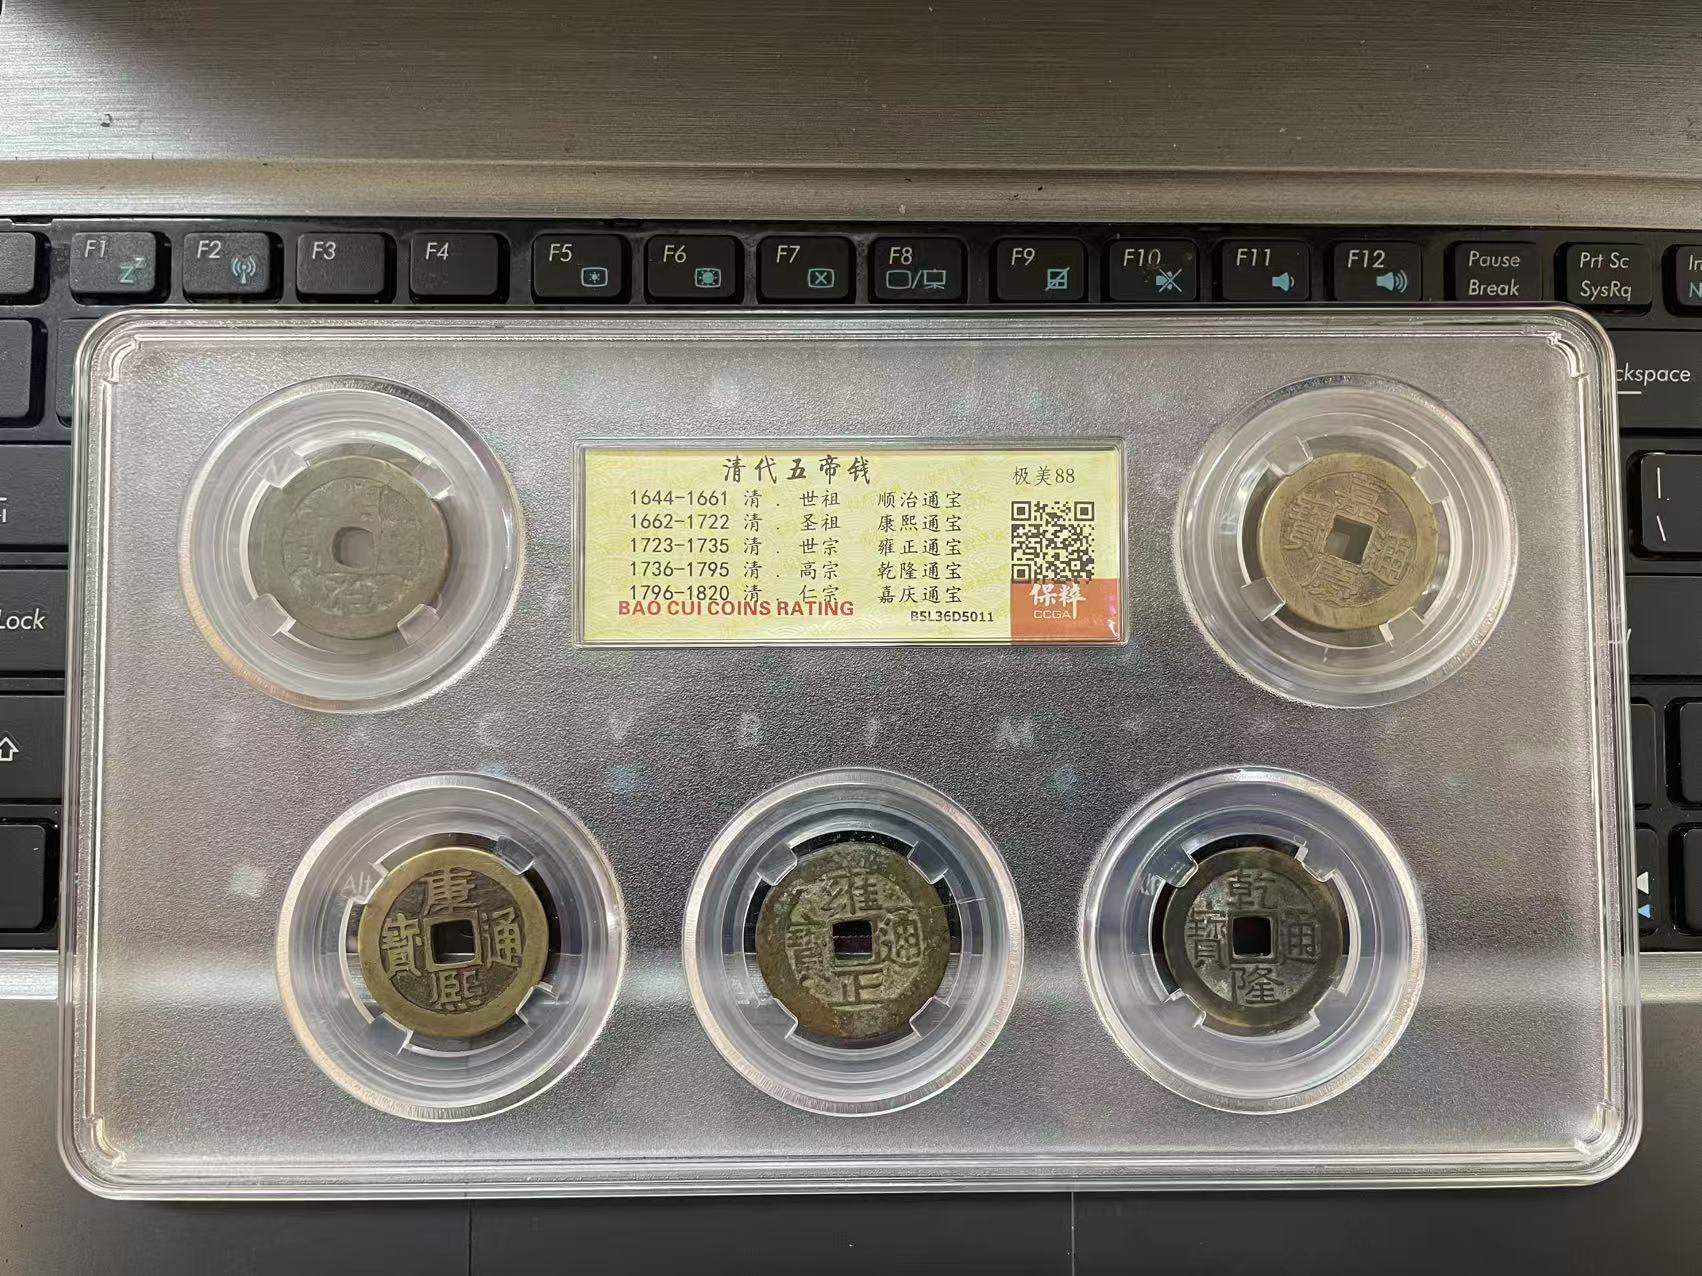 F1
F2
F3
F4
F5
F6
F7
F8
F9
F10
F11
F12
Pause
Break
Prt Sc
SysRq
In
N
ckspace
|
\
Lock
清代五帝钱
极美88
1644-1661 清 . 世祖 顺治通宝
1662-1722 清 . 圣祖 康熙通宝
1723-1735 清 . 世宗 雍正通宝
1736-1795 清 . 高宗 乾隆通宝
1796-1820 清 . 仁宗 嘉庆通宝
BAO CUI COINS RATING
B5L36D5011
保粹
CCGA
C V B M
Alt
康熙通寶
雍正通寶
乾隆通寶